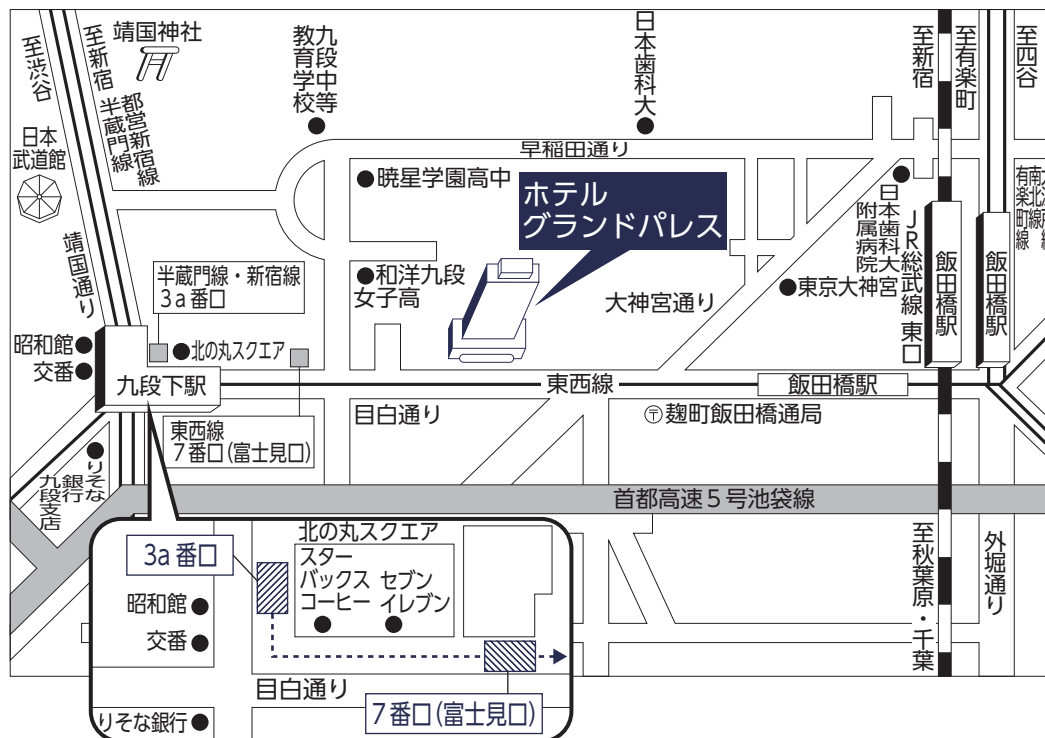 至渋谷
至新宿
靖国神社
都営新宿線
半蔵門線
九段中等
教育学校
日本歯科大
至新宿
至有楽町
至四谷
日本
武道館
早稲田通り
暁星学園高中
ホテル
グランドパレス
日本歯科大
附属病院
JR総武線 東口
飯田橋駅
飯田橋駅
南北線
有楽町線
靖国通り
半蔵門線・新宿線
3a番口
和洋九段
女子高
大神宮通り
東京大神宮
昭和館
交番
北の丸スクエア
九段下駅
東西線
飯田橋駅
目白通り
〒麹町飯田橋通局
東西線
7番口(富士見口)
りそな
銀行
九段支店
首都高速5号池袋線
至秋葉原・千葉
外堀通り
北の丸スクエア
3a番口
スター
バックス
コーヒー
セブン
イレブン
昭和館
交番
目白通り
7番口(富士見口)
りそな銀行